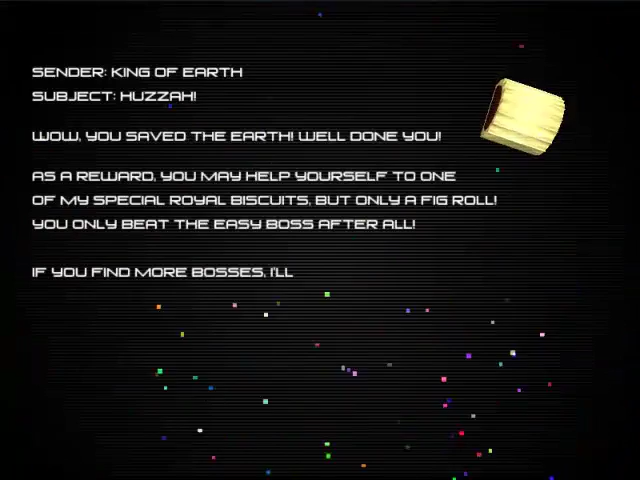 SENDER: KING OF EARTH
SUBJECT: HUZZAH!
WOW, YOU SAVED THE EARTH! WELL DONE YOU!
AS A REWARD, YOU MAY HELP YOURSELF TO ONE
OF MY SPECIAL ROYAL BISCUITS, BUT ONLY A FIG ROLL!
YOU ONLY BEAT THE EASY BOSS AFTER ALL!
IF YOU FIND MORE BOSSES, I'LL